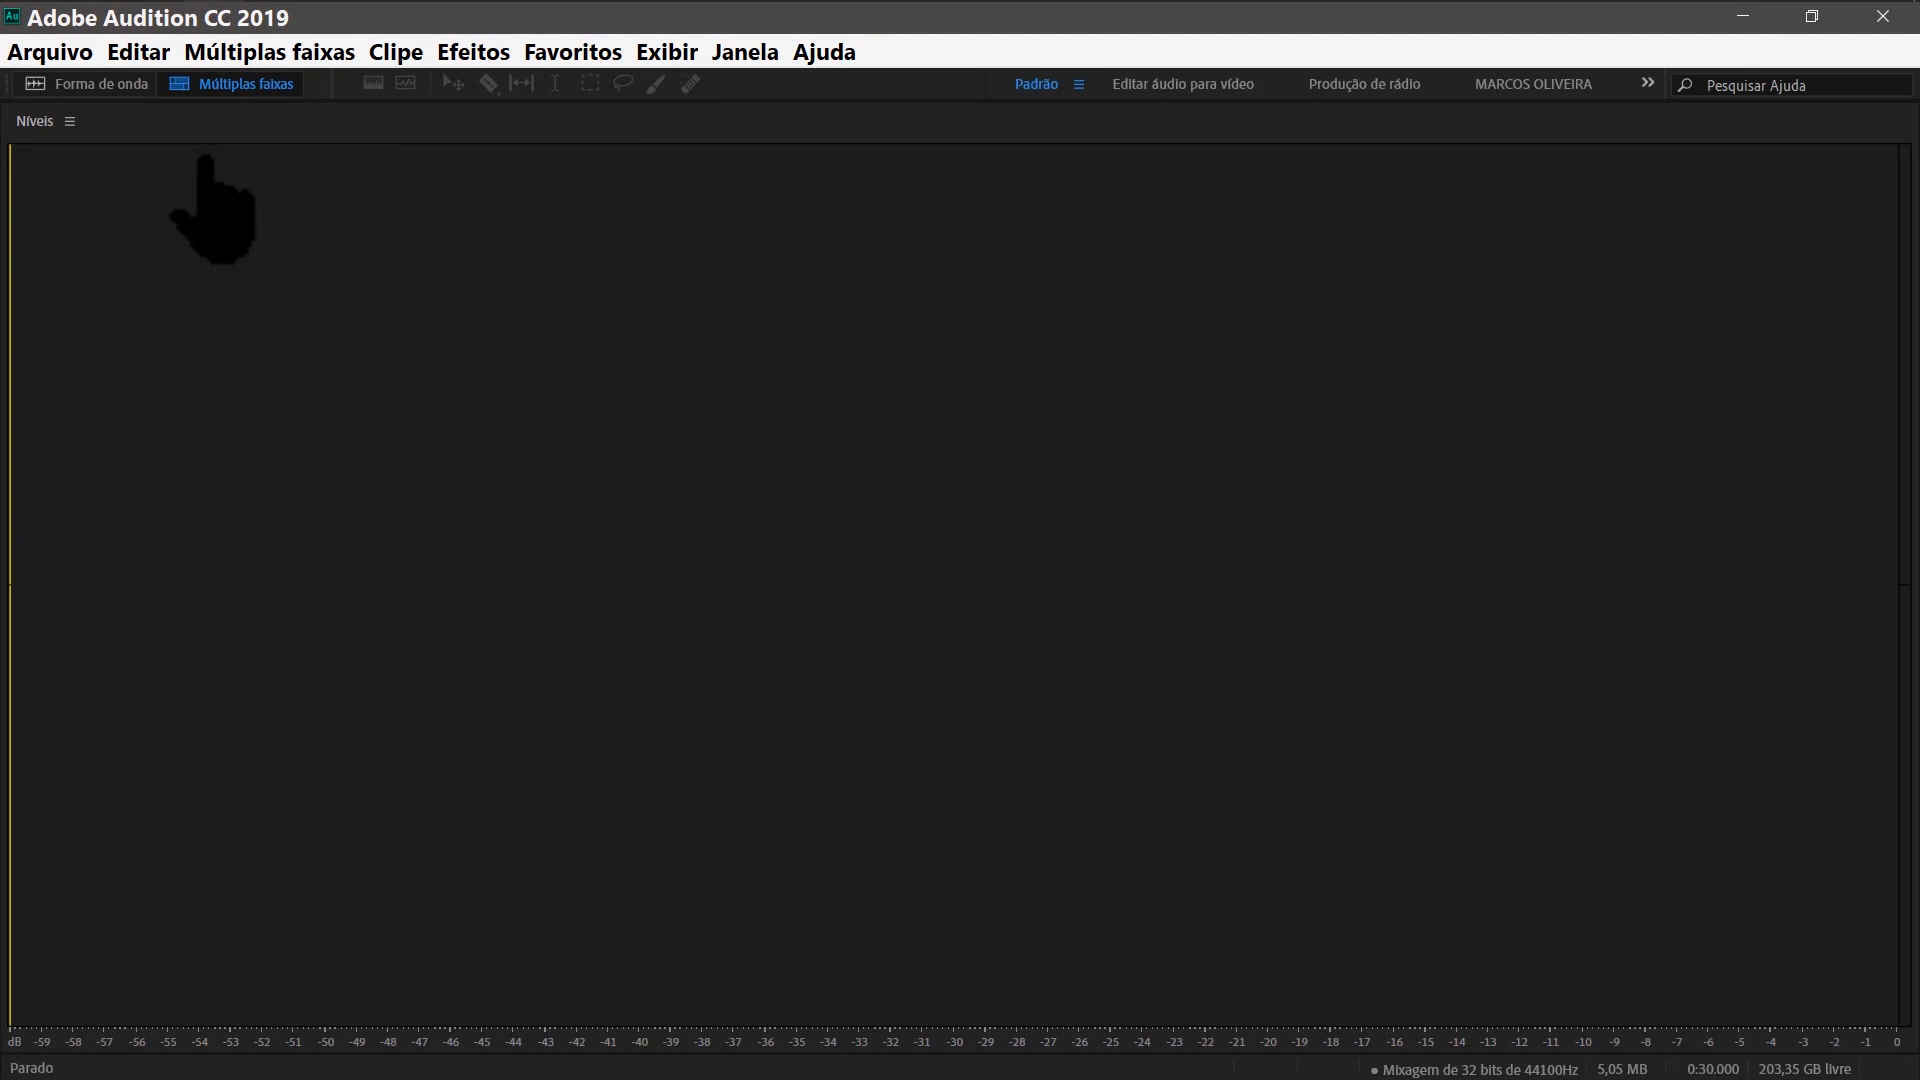 Au Adobe Audition CC 2019
Arquivo Editar Múltiplas faixas Clipe Efeitos Favoritos Exibir Janela Ajuda
Forma de onda Múltiplas faixas Padrão Editar áudio para vídeo Produção de rádio MARCOS OLIVEIRA Pesquisar Ajuda
Níveis
dB -59 -58 -57 -56 -55 -54 -53 -52 -51 -50 -49 -48 -47 -46 -45 -44 -43 -42 -41 -40 -39 -38 -37 -36 -35 -34 -33 -32 -31 -30 -29 -28 -27 -26 -25 -24 -23 -22 -21 -20 -19 -18 -17 -16 -15 -14 -13 -12 -11 -10 -9 -8 -7 -6 -5 -4 -3 -2 -1 0
Parado Mixagem de 32 bits de 44100Hz 5,05 MB 0:30.000 203,35 GB livre